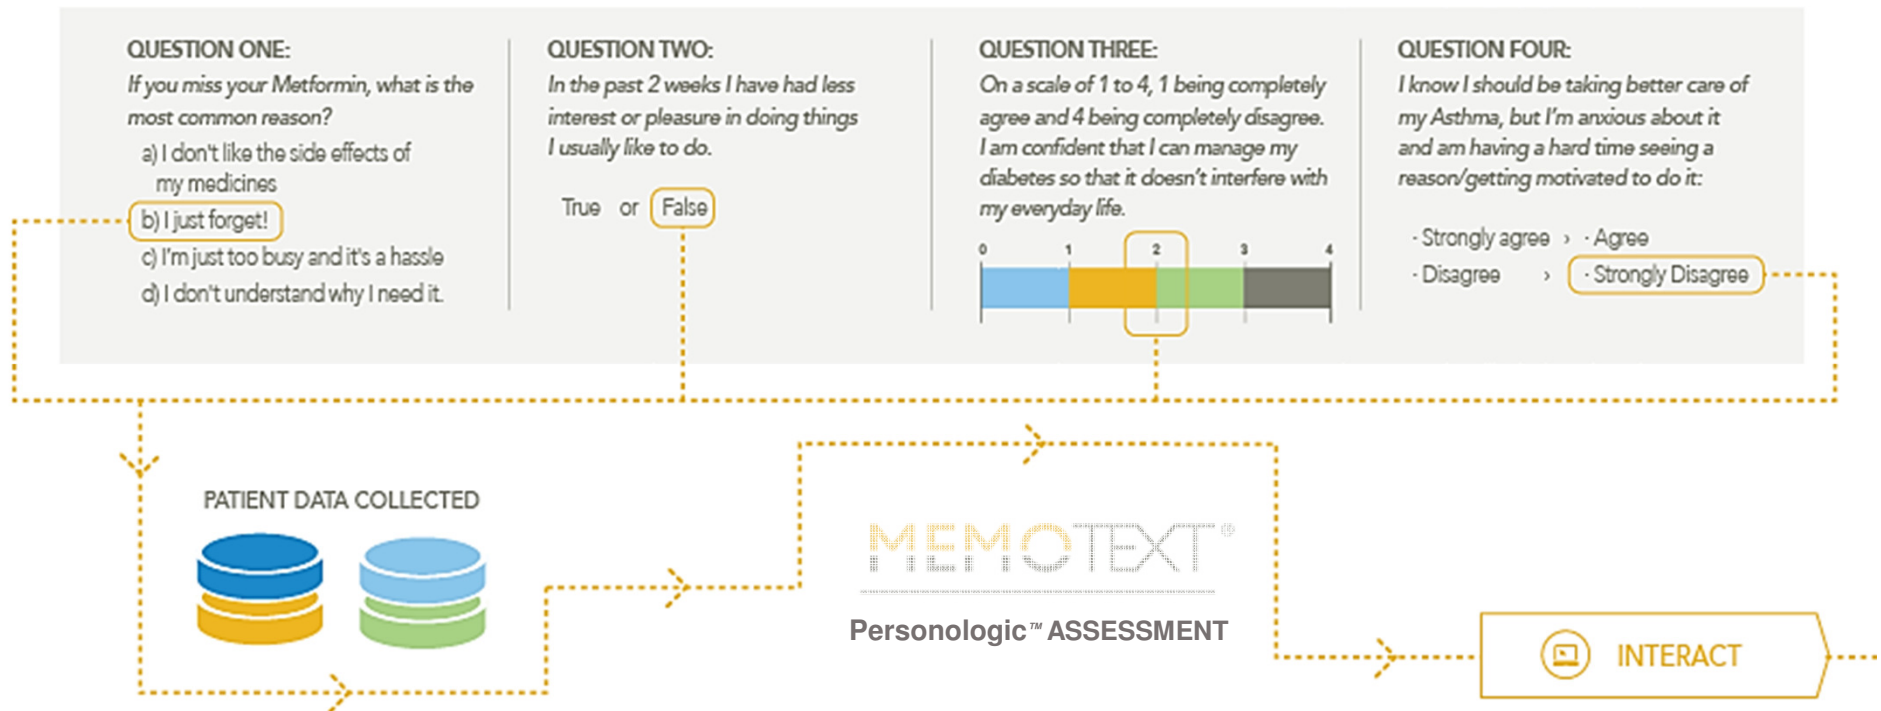 QUESTION ONE:
If you miss your Metformin, what is the
most common reason?
a) I don't like the side effects of
my medicines
b) I just forget!
c) I'm just too busy and it's a hassle
d) I don't understand why I need it.
QUESTION TWO:
In the past 2 weeks I have had less
interest or pleasure in doing things
I usually like to do.
True or False
QUESTION THREE:
On a scale of 1 to 4, 1 being completely
agree and 4 being completely disagree.
I am confident that I can manage my
diabetes so that it doesn't interfere with
my everyday life.
0 1 2 3 4
QUESTION FOUR:
I know I should be taking better care of
my Asthma, but I'm anxious about it
and am having a hard time seeing a
reason/getting motivated to do it:
· Strongly agree › · Agree
· Disagree › · Strongly Disagree
PATIENT DATA COLLECTED
MEMOTEXT®
Personologic™ ASSESSMENT
INTERACT